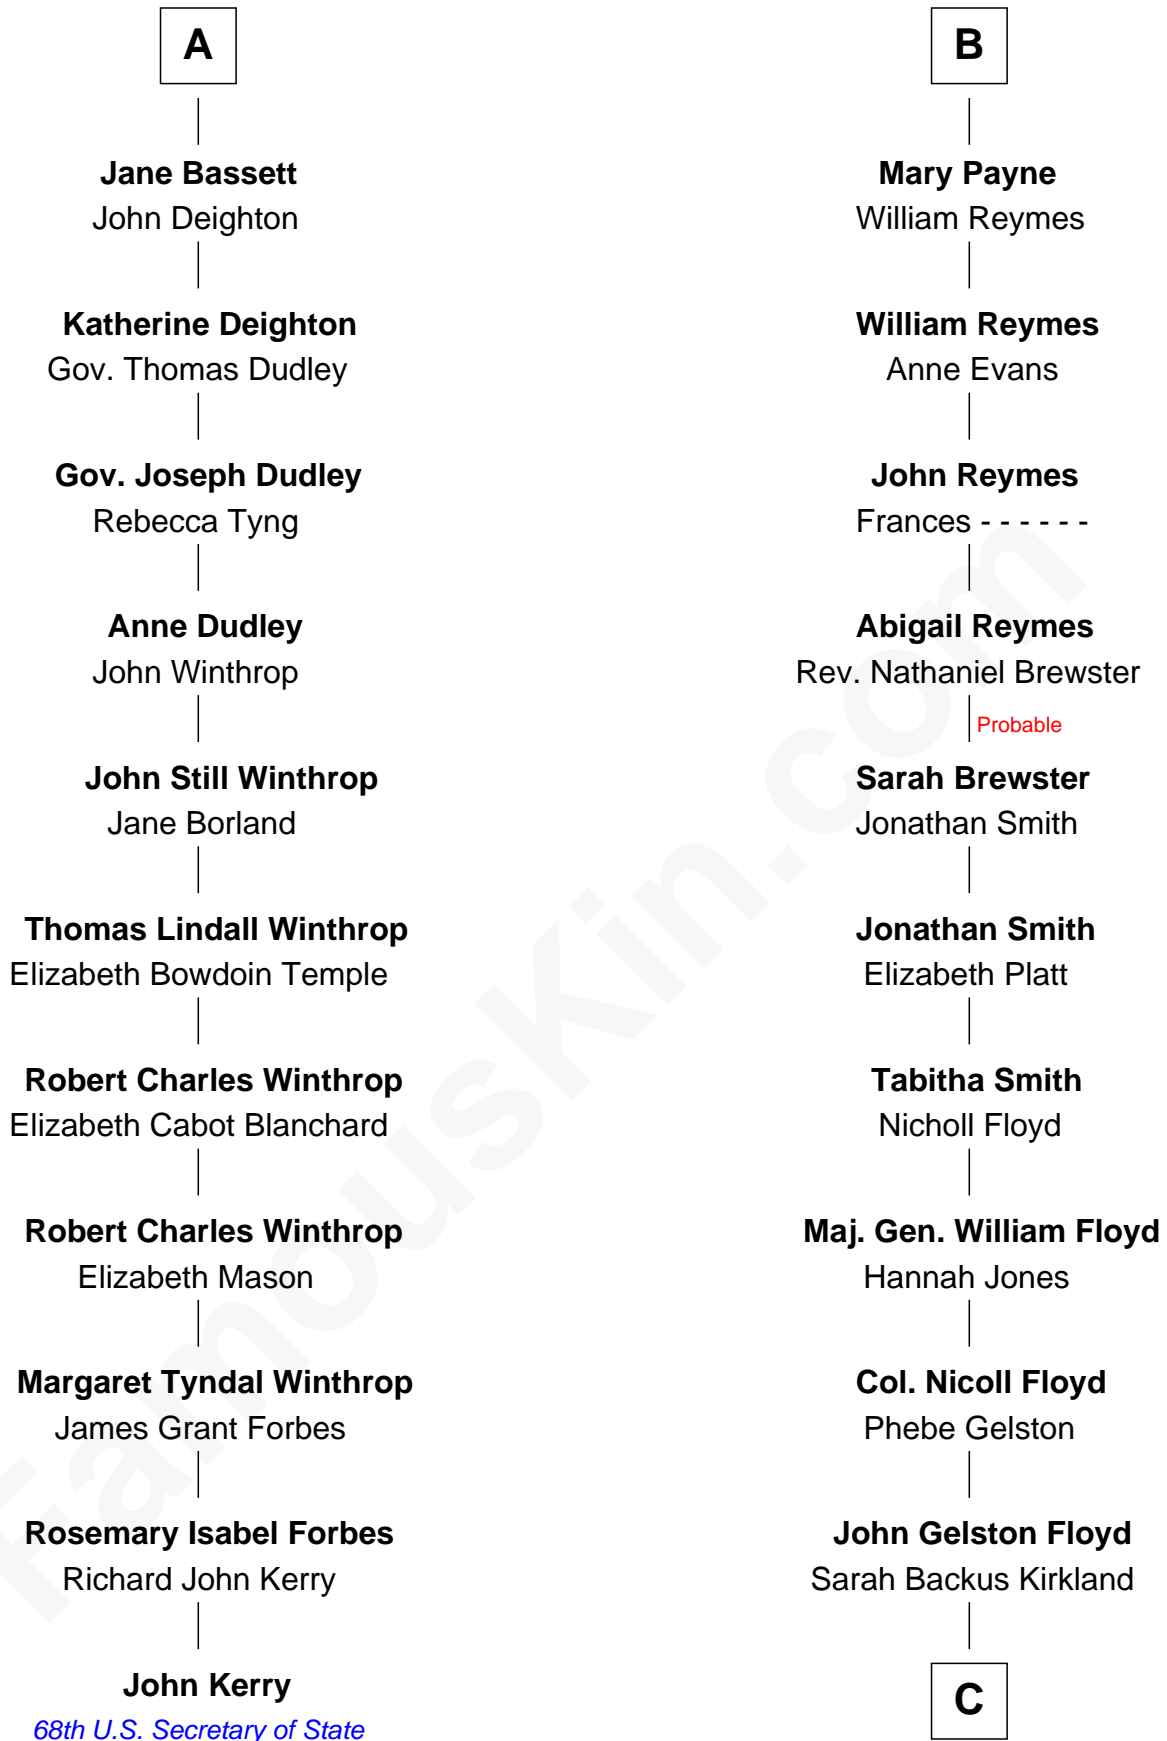 A
Jane Bassett
John Deighton
Katherine Deighton
Gov. Thomas Dudley
Gov. Joseph Dudley
Rebecca Tyng
Anne Dudley
John Winthrop
John Still Winthrop
Jane Borland
Thomas Lindall Winthrop
Elizabeth Bowdoin Temple
Robert Charles Winthrop
Elizabeth Cabot Blanchard
Robert Charles Winthrop
Elizabeth Mason
Margaret Tyndal Winthrop
James Grant Forbes
Rosemary Isabel Forbes
Richard John Kerry
John Kerry
68th U.S. Secretary of State
B
Mary Payne
William Reymes
William Reymes
Anne Evans
John Reymes
Frances - - - - - -
Abigail Reymes
Rev. Nathaniel Brewster
Probable
Sarah Brewster
Jonathan Smith
Jonathan Smith
Elizabeth Platt
Tabitha Smith
Nicholl Floyd
Maj. Gen. William Floyd
Hannah Jones
Col. Nicoll Floyd
Phebe Gelston
John Gelston Floyd
Sarah Backus Kirkland
C
FamousKin.com